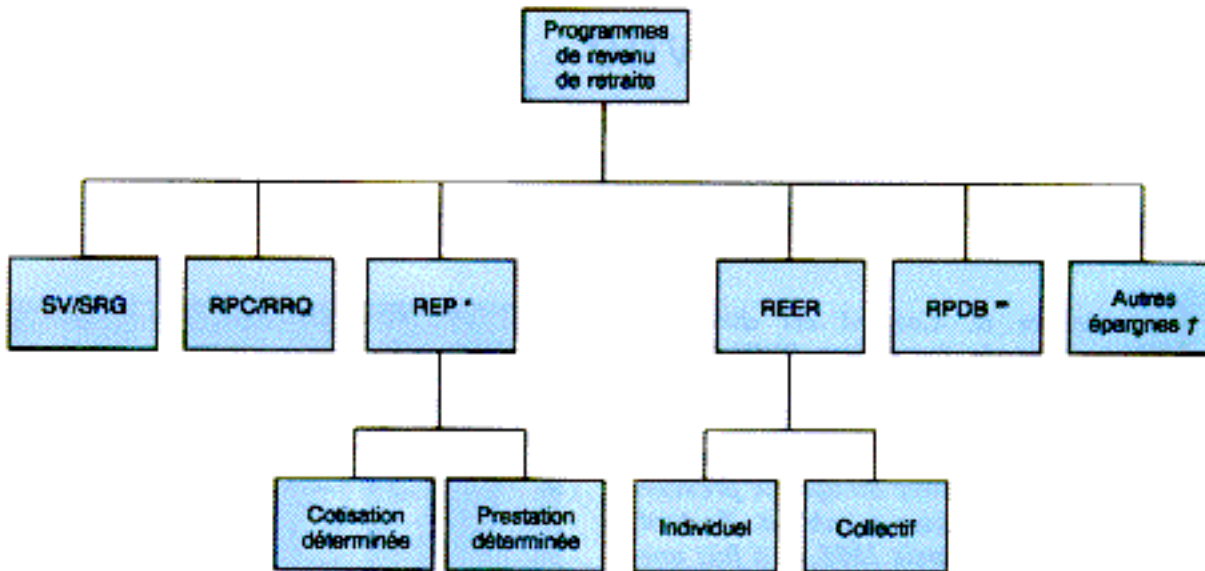 Programmes
de revenu
de retraite
SV/SRG
RPC/RRQ
REP *
REER
RPDB **
Autres
épargnes †
Cotisation
déterminée
Prestation
déterminée
Individuel
Collectif